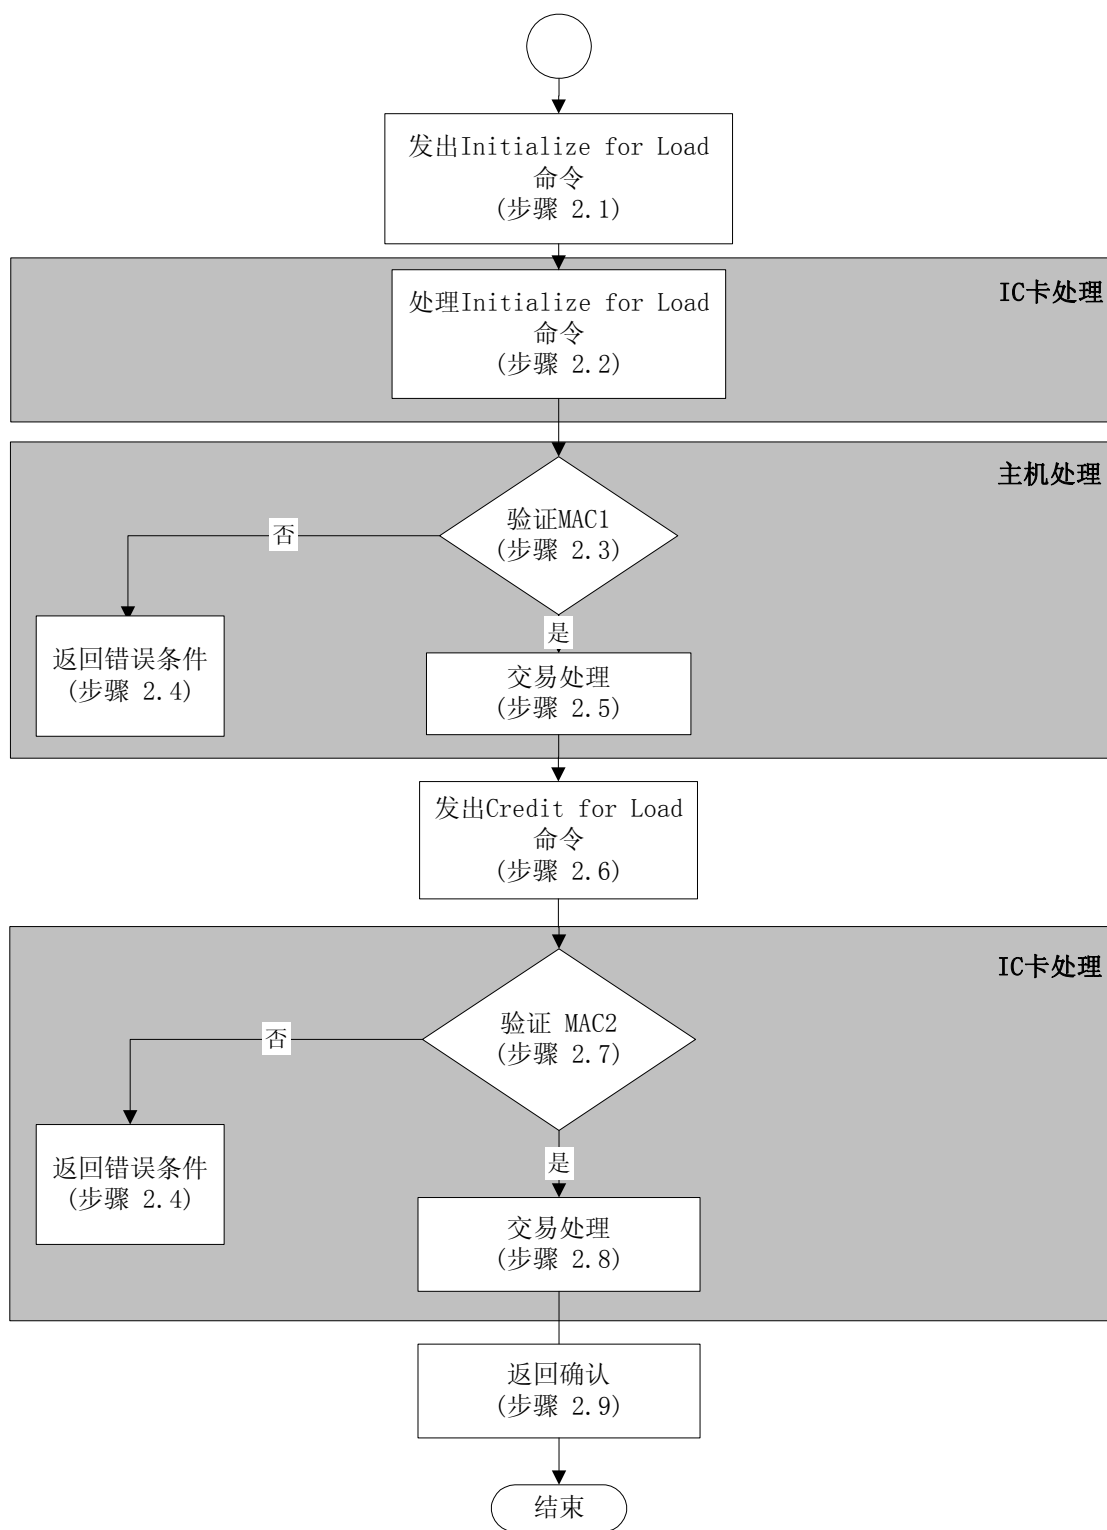 发出Initialize for Load
命令
(步骤 2.1)
IC卡处理
处理Initialize for Load
命令
(步骤 2.2)
主机处理
验证MAC1
(步骤 2.3)
否
是
返回错误条件
(步骤 2.4)
交易处理
(步骤 2.5)
发出Credit for Load
命令
(步骤 2.6)
IC卡处理
验证 MAC2
(步骤 2.7)
否
是
返回错误条件
(步骤 2.4)
交易处理
(步骤 2.8)
返回确认
(步骤 2.9)
结束